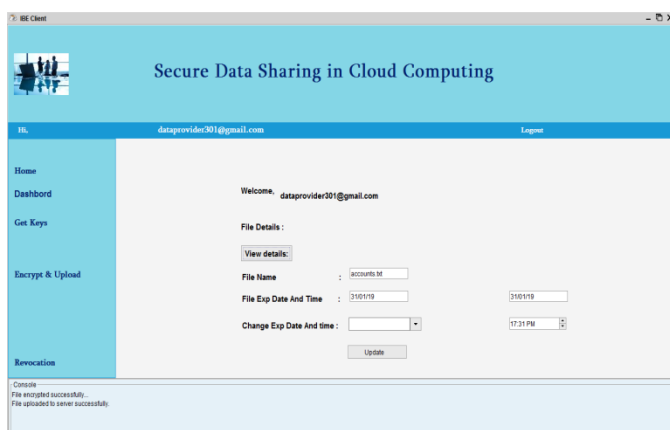 IBE Client
Secure Data Sharing in Cloud Computing
Hi, dataprovider301@gmail.com Logout
Home
Dashbord
Get Keys
Encrypt & Upload
Revocation
Welcome, dataprovider301@gmail.com
File Details :
View details:
File Name : accounts.txt
File Exp Date And Time : 31/01/19 31/01/19
Change Exp Date And time : 17:31 PM
Update
Console
File encrypted successfully...
File uploaded to server successfully.